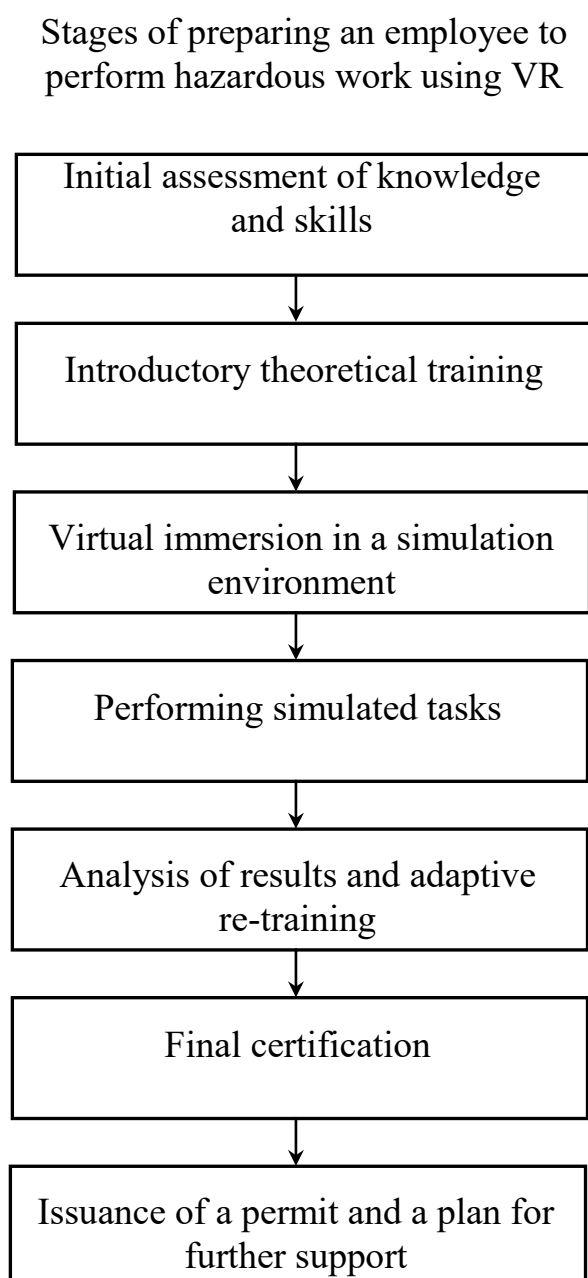 Stages of preparing an employee to
perform hazardous work using VR
Initial assessment of knowledge
and skills
Introductory theoretical training
Virtual immersion in a simulation
environment
Performing simulated tasks
Analysis of results and adaptive
re-training
Final certification
Issuance of a permit and a plan for
further support